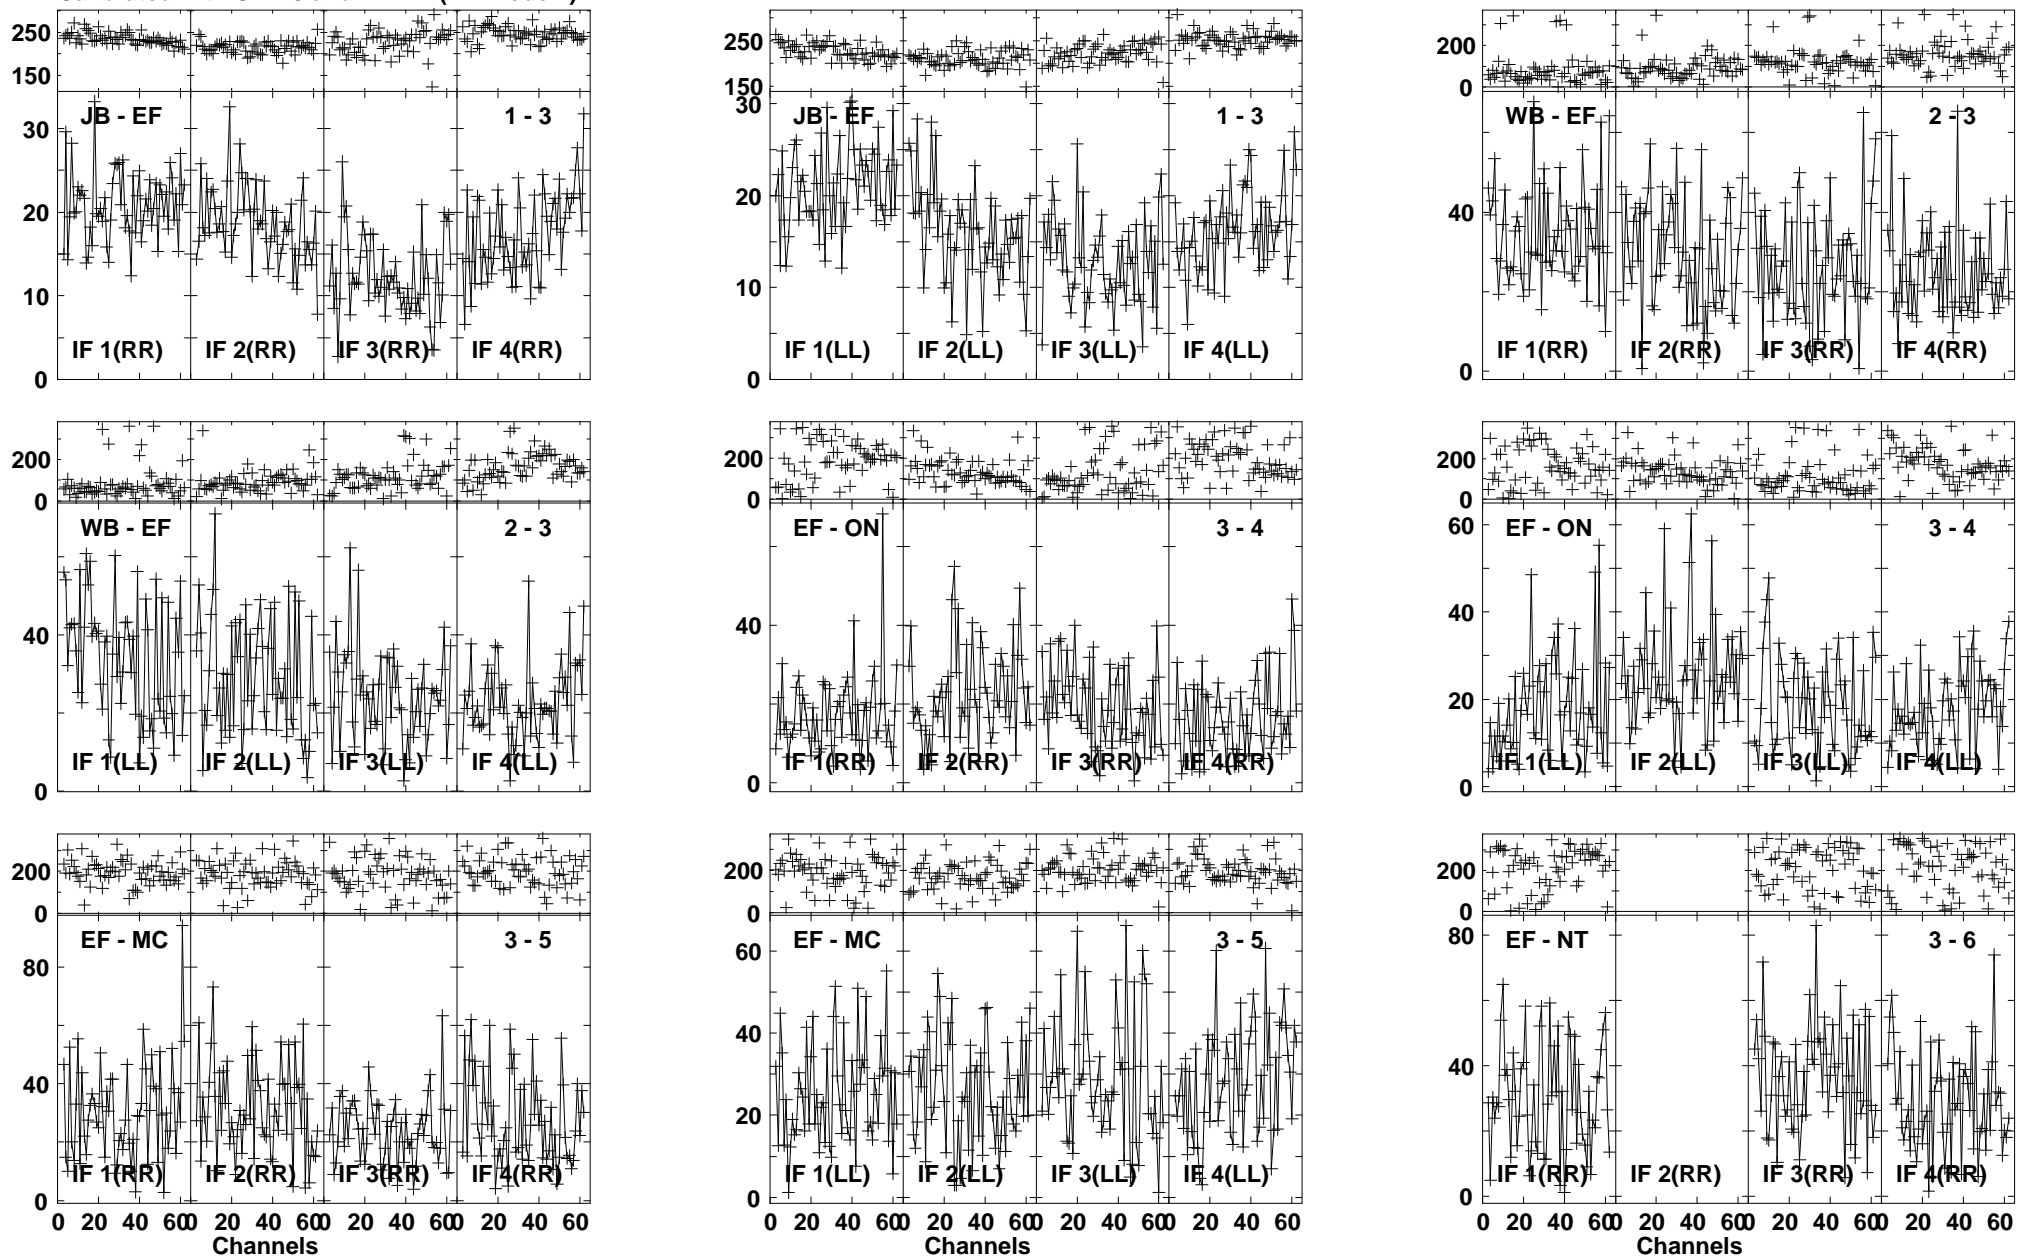 250
150
JB - EF
1 - 3
30
20
10
0
IF 1(RR)
IF 2(RR)
IF 3(RR)
IF 4(RR)
250
150
JB - EF
1 - 3
30
20
10
0
IF 1(LL)
IF 2(LL)
IF 3(LL)
IF 4(LL)
200
0
WB - EF
2 - 3
40
0
IF 1(RR)
IF 2(RR)
IF 3(RR)
IF 4(RR)
200
0
WB - EF
2 - 3
40
0
IF 1(LL)
IF 2(LL)
IF 3(LL)
IF 4(LL)
200
0
EF - ON
3 - 4
40
0
IF 1(RR)
IF 2(RR)
IF 3(RR)
IF 4(RR)
200
0
EF - ON
3 - 4
60
40
20
0
IF 1(LL)
IF 2(LL)
IF 3(LL)
IF 4(LL)
200
0
EF - MC
3 - 5
80
40
0
IF 1(RR)
IF 2(RR)
IF 3(RR)
IF 4(RR)
0 20 40 60 0 20 40 60 0 20 40 60 0 20 40 60
Channels
200
0
EF - MC
3 - 5
60
40
20
0
IF 1(LL)
IF 2(LL)
IF 3(LL)
IF 4(LL)
0 20 40 60 0 20 40 60 0 20 40 60 0 20 40 60
Channels
200
0
EF - NT
3 - 6
80
40
0
IF 1(RR)
IF 2(RR)
IF 3(RR)
IF 4(RR)
0 20 40 60 0 20 40 60 0 20 40 60 0 20 40 60
Channels